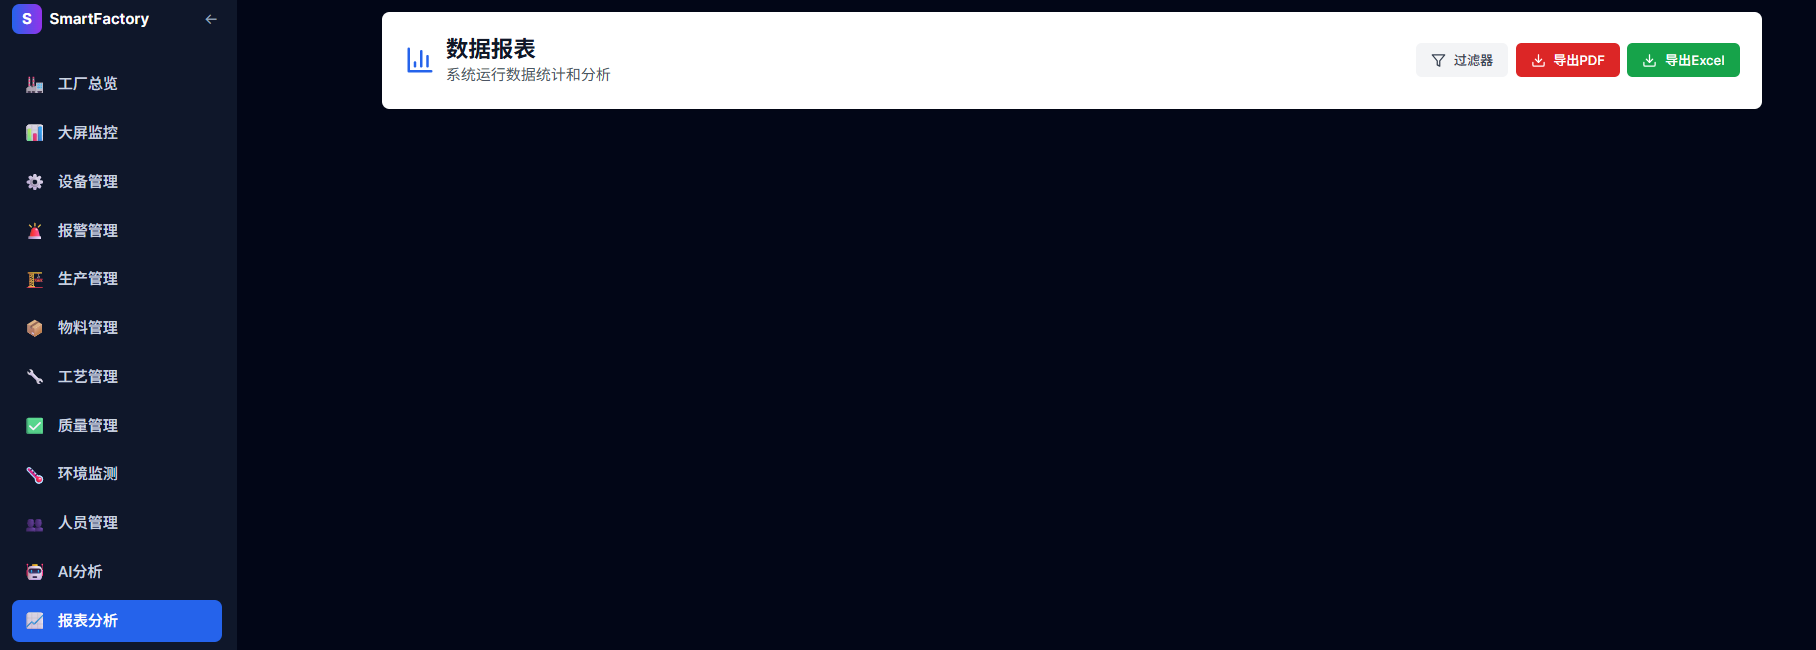 S SmartFactory
工厂总览
大屏监控
设备管理
报警管理
生产管理
物料管理
工艺管理
质量管理
环境监测
人员管理
AI分析
报表分析
数据报表
系统运行数据统计和分析
过滤器
导出PDF
导出Excel